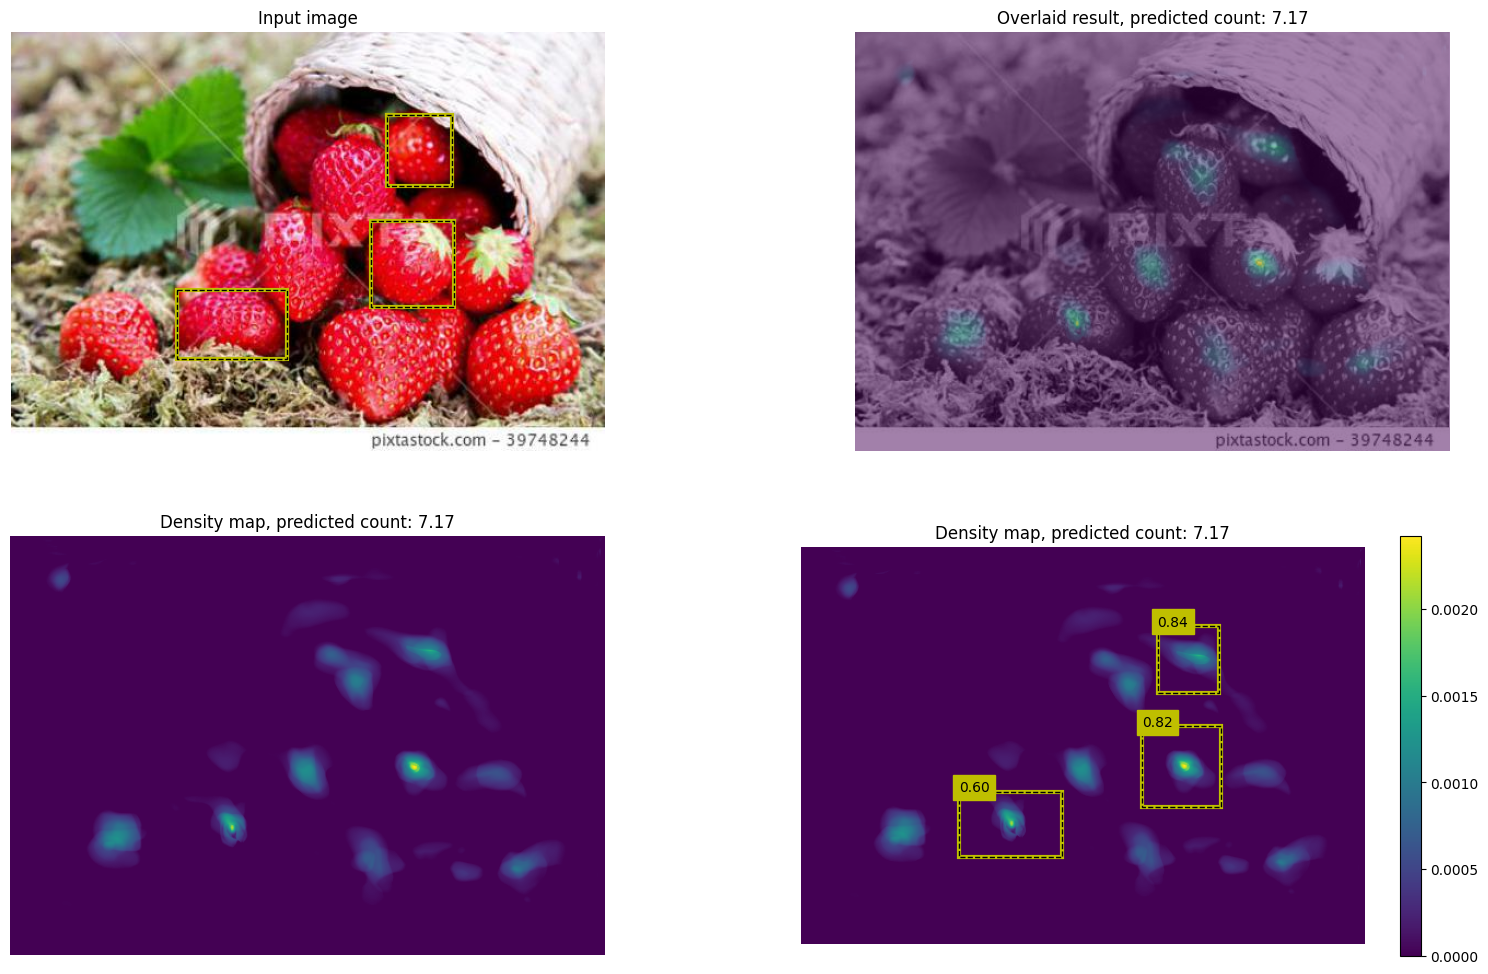 Input image
Overlaid result, predicted count: 7.17
PIXT
PIXT
pixtastock.com - 39748244
pixtastock.com - 39748244
Density map, predicted count: 7.17
Density map, predicted count: 7.17
0.84
0.82
0.60
0.0020
0.0015
0.0010
0.0005
0.0000